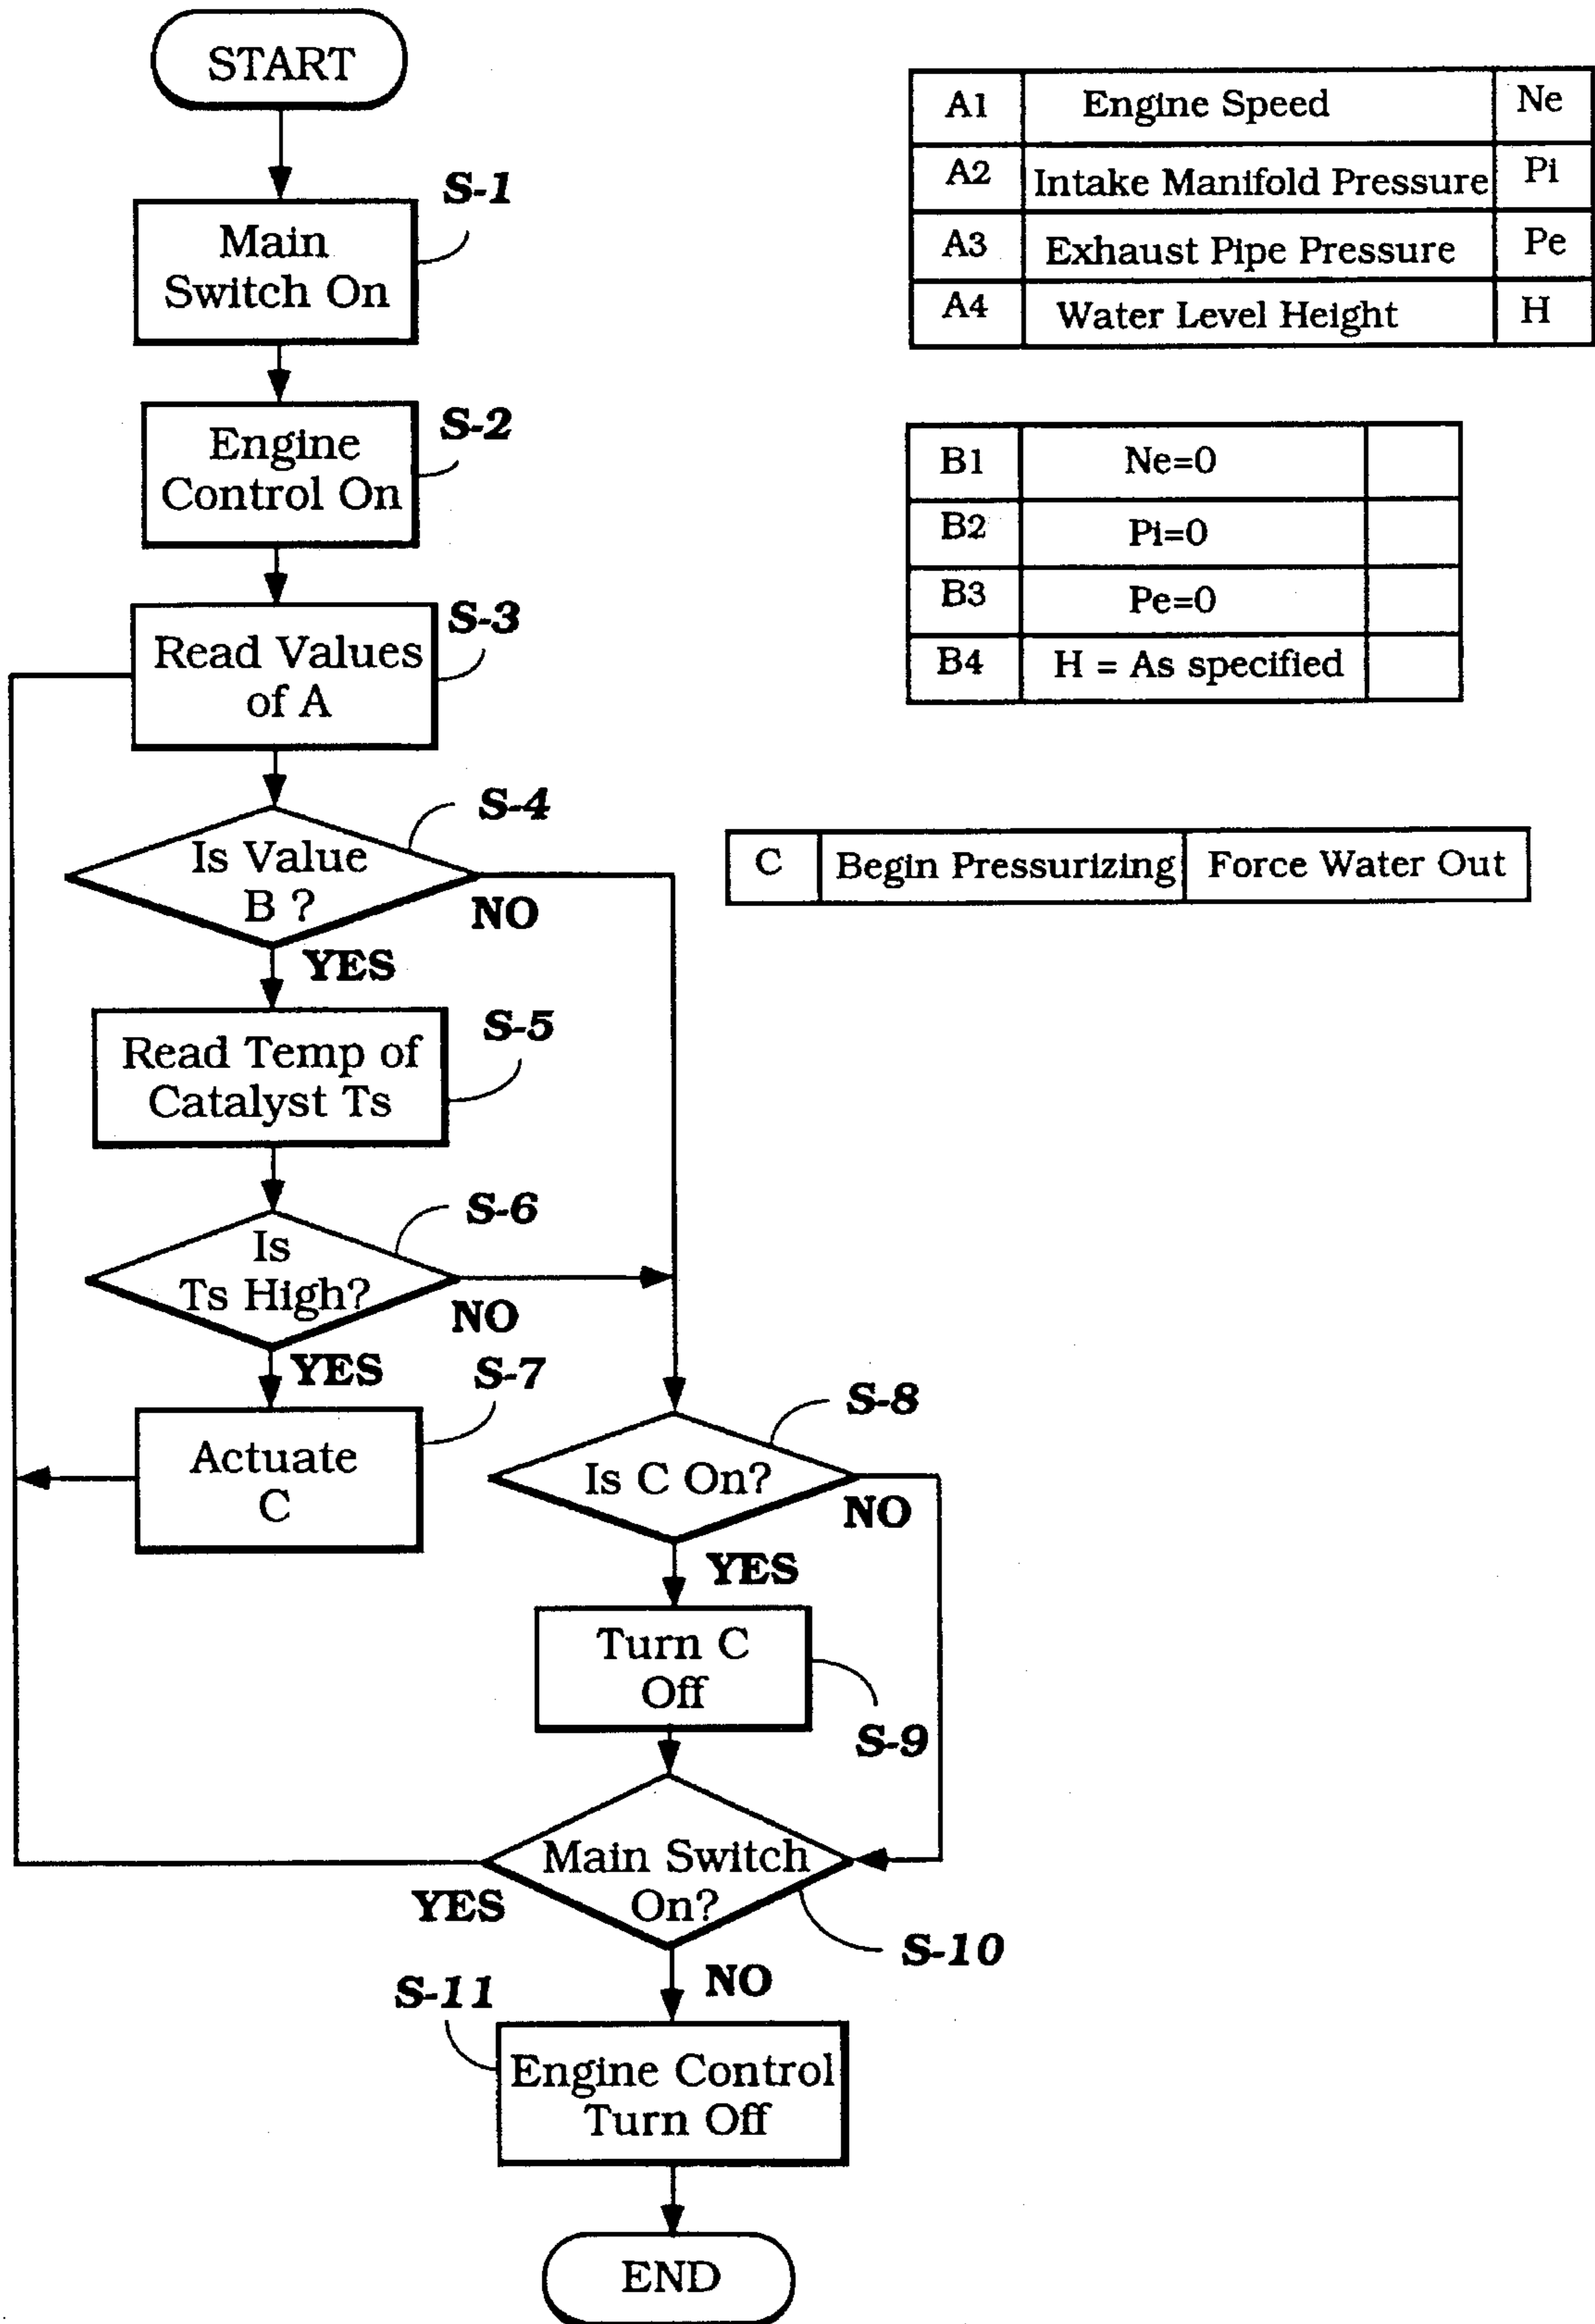 START
S-1
Main
Switch On
S-2
Engine
Control On
S-3
Read Values
of A
S-4
Is Value
B ?
NO
YES
S-5
Read Temp of
Catalyst Ts
S-6
Is
Ts High?
NO
YES
S-7
Actuate
C
S-8
Is C On?
NO
YES
Turn C
Off
S-9
Main Switch
On?
YES
S-10
NO
S-11
Engine Control
Turn Off
END
A1 Engine Speed Ne
A2 Intake Manifold Pressure Pi
A3 Exhaust Pipe Pressure Pe
A4 Water Level Height H
B1 Ne=0
B2 Pi=0
B3 Pe=0
B4 H = As specified
C Begin Pressurizing Force Water Out